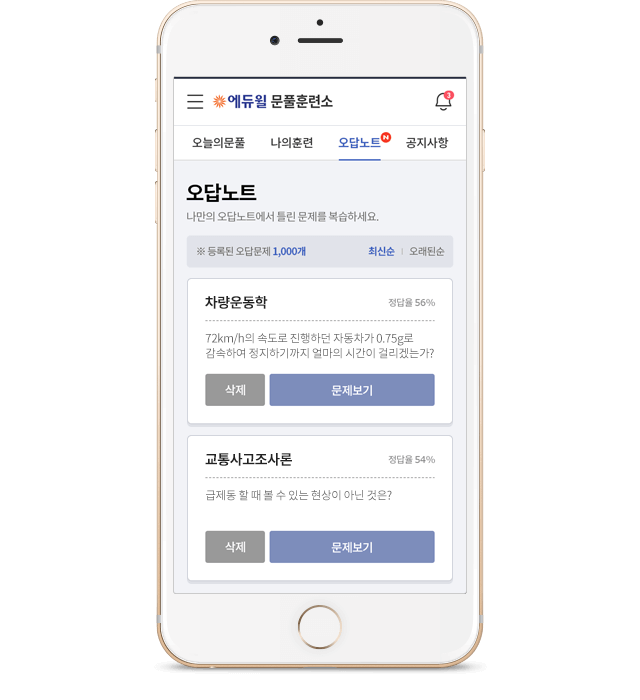 에듀윌 문풀훈련소
3
오늘의문풀 나의훈련 오답노트 N 공지사항
오답노트
나만의 오답노트에서 틀린 문제를 복습하세요.
※ 등록된 오답문제 1,000개 최신순 | 오래된순
차량운동학 정답율 56%
72km/h의 속도로 진행하던 자동차가 0.75g로
감속하여 정지하기까지 얼마의 시간이 걸리겠는가?
삭제 문제보기
교통사고조사론 정답율 54%
급제동 할 때 볼 수 있는 현상이 아닌 것은?
삭제 문제보기